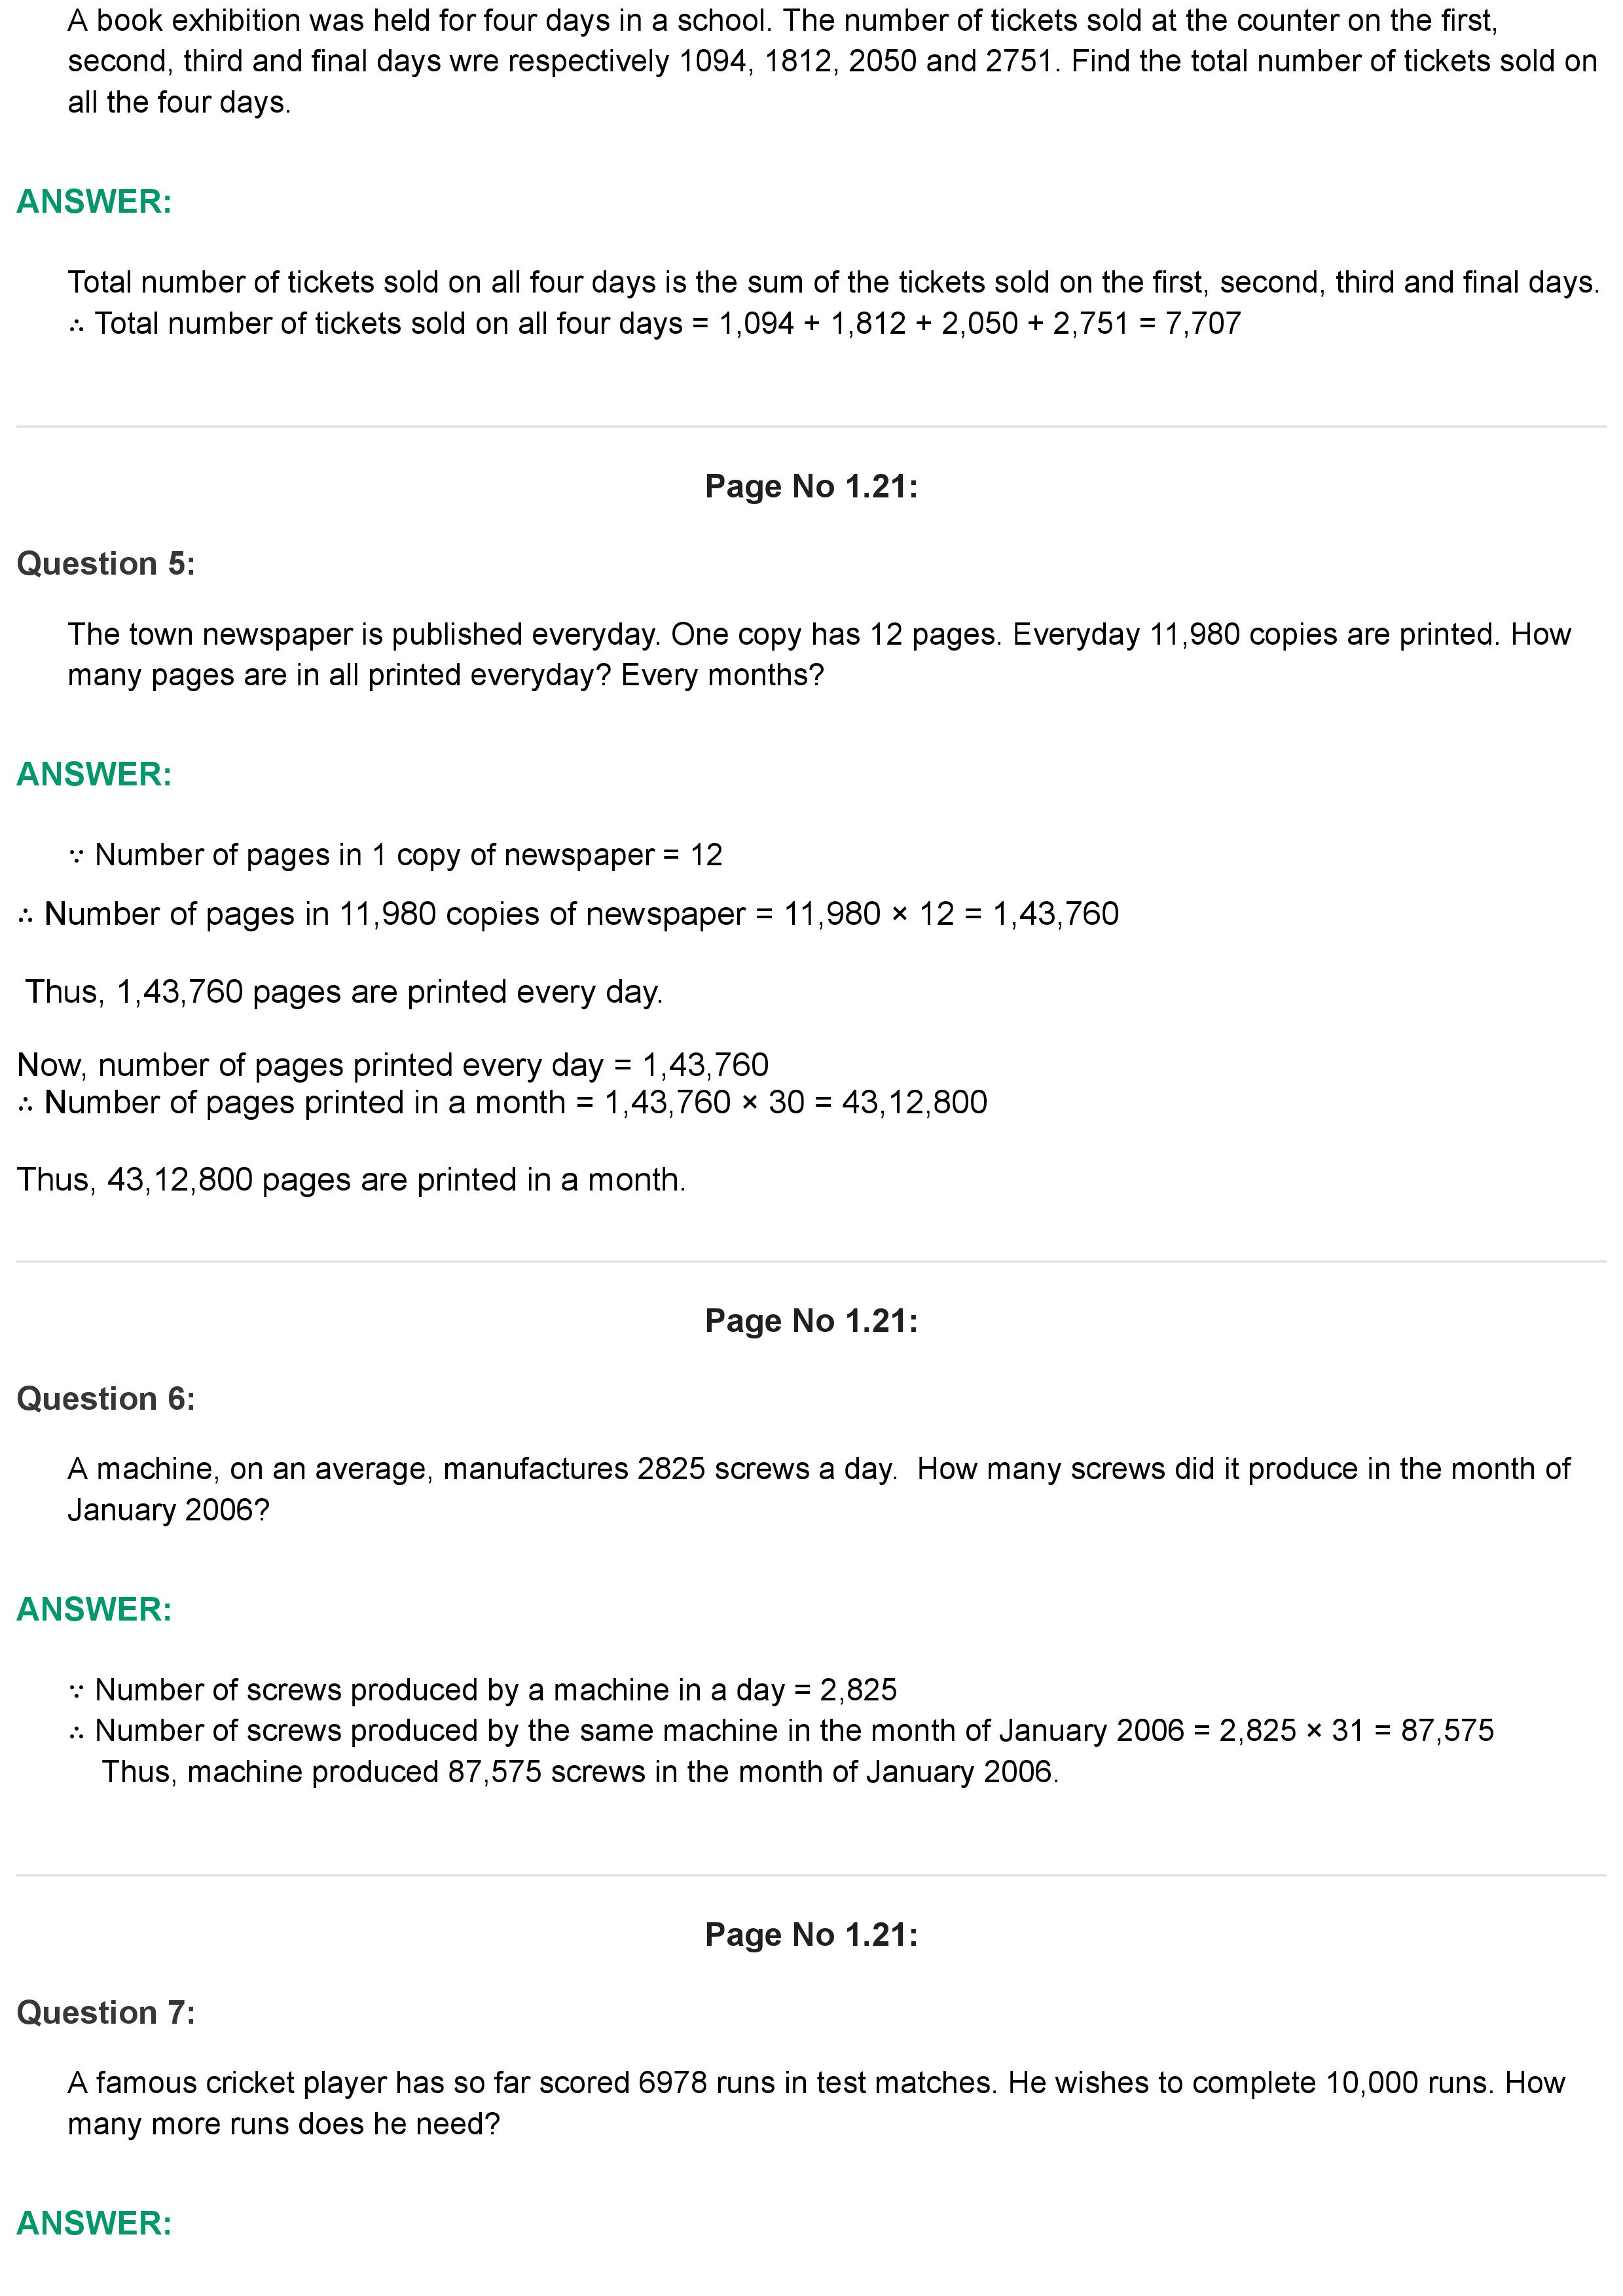 A book exhibition was held for four days in a school. The number of tickets sold at the counter on the first,
second, third and final days wre respectively 1094, 1812, 2050 and 2751. Find the total number of tickets sold on
all the four days.
ANSWER:
Total number of tickets sold on all four days is the sum of the tickets sold on the first, second, third and final days.
∴ Total number of tickets sold on all four days = 1,094 + 1,812 + 2,050 + 2,751 = 7,707
Page No 1.21:
Question 5:
The town newspaper is published everyday. One copy has 12 pages. Everyday 11,980 copies are printed. How
many pages are in all printed everyday? Every months?
ANSWER:
∵ Number of pages in 1 copy of newspaper = 12
∴ Number of pages in 11,980 copies of newspaper = 11,980 × 12 = 1,43,760
Thus, 1,43,760 pages are printed every day.
Now, number of pages printed every day = 1,43,760
∴ Number of pages printed in a month = 1,43,760 × 30 = 43,12,800
Thus, 43,12,800 pages are printed in a month.
Page No 1.21:
Question 6:
A machine, on an average, manufactures 2825 screws a day.  How many screws did it produce in the month of
January 2006?
ANSWER:
∵ Number of screws produced by a machine in a day = 2,825
∴ Number of screws produced by the same machine in the month of January 2006 = 2,825 × 31 = 87,575
Thus, machine produced 87,575 screws in the month of January 2006.
Page No 1.21:
Question 7:
A famous cricket player has so far scored 6978 runs in test matches. He wishes to complete 10,000 runs. How
many more runs does he need?
ANSWER: